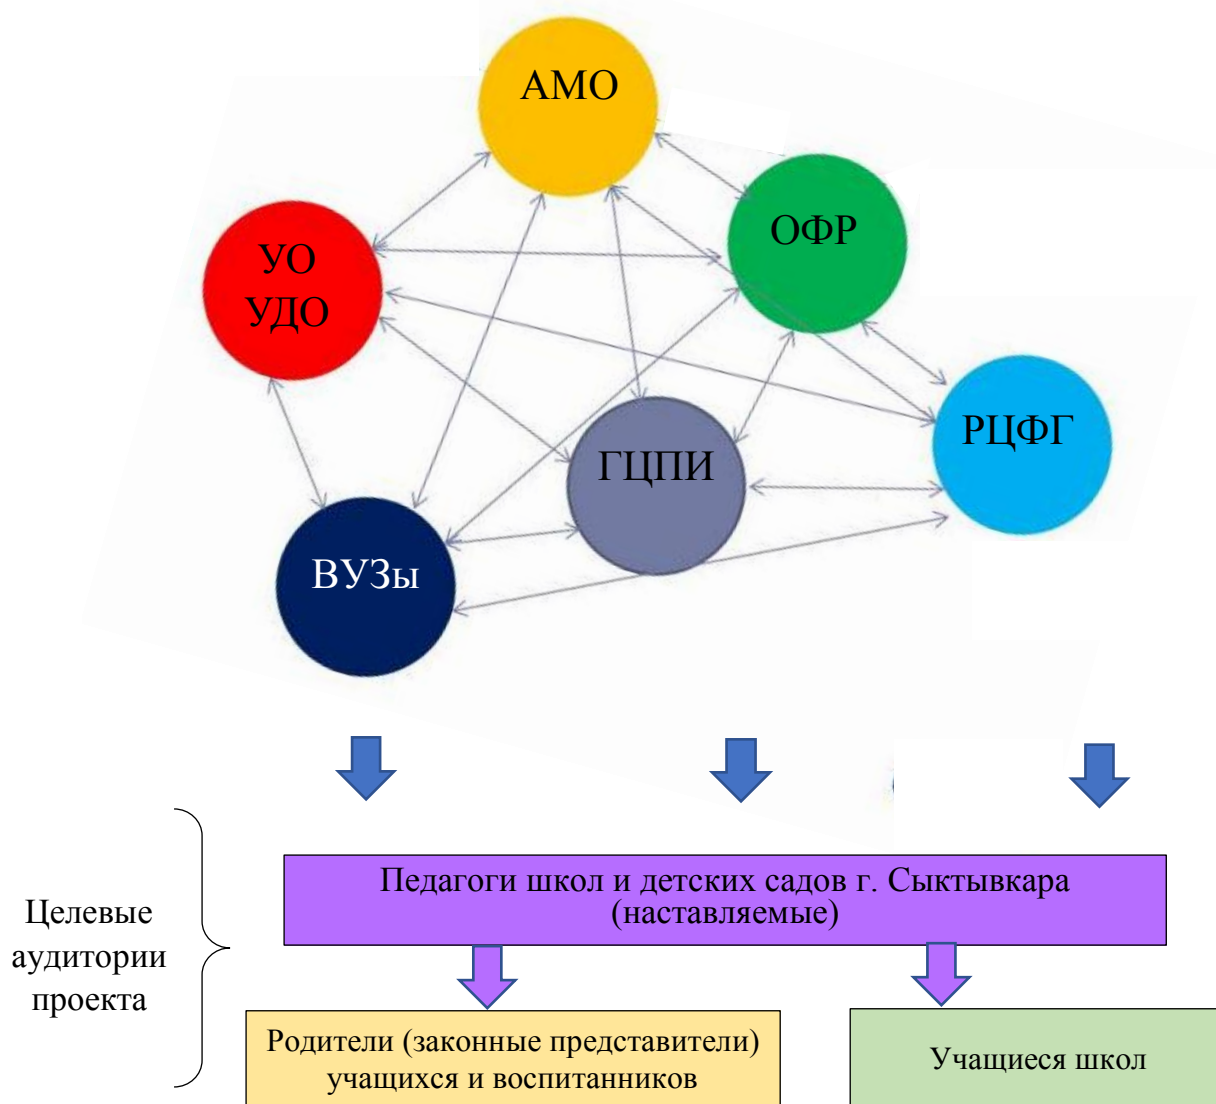 АМО
ОФР
УО
УДО
РЦФГ
ГЦПИ
ВУЗы
Целевые
аудитории
проекта
Педагоги школ и детских садов г. Сыктывкара
(наставляемые)
Родители (законные представители)
учащихся и воспитанников
Учащиеся школ